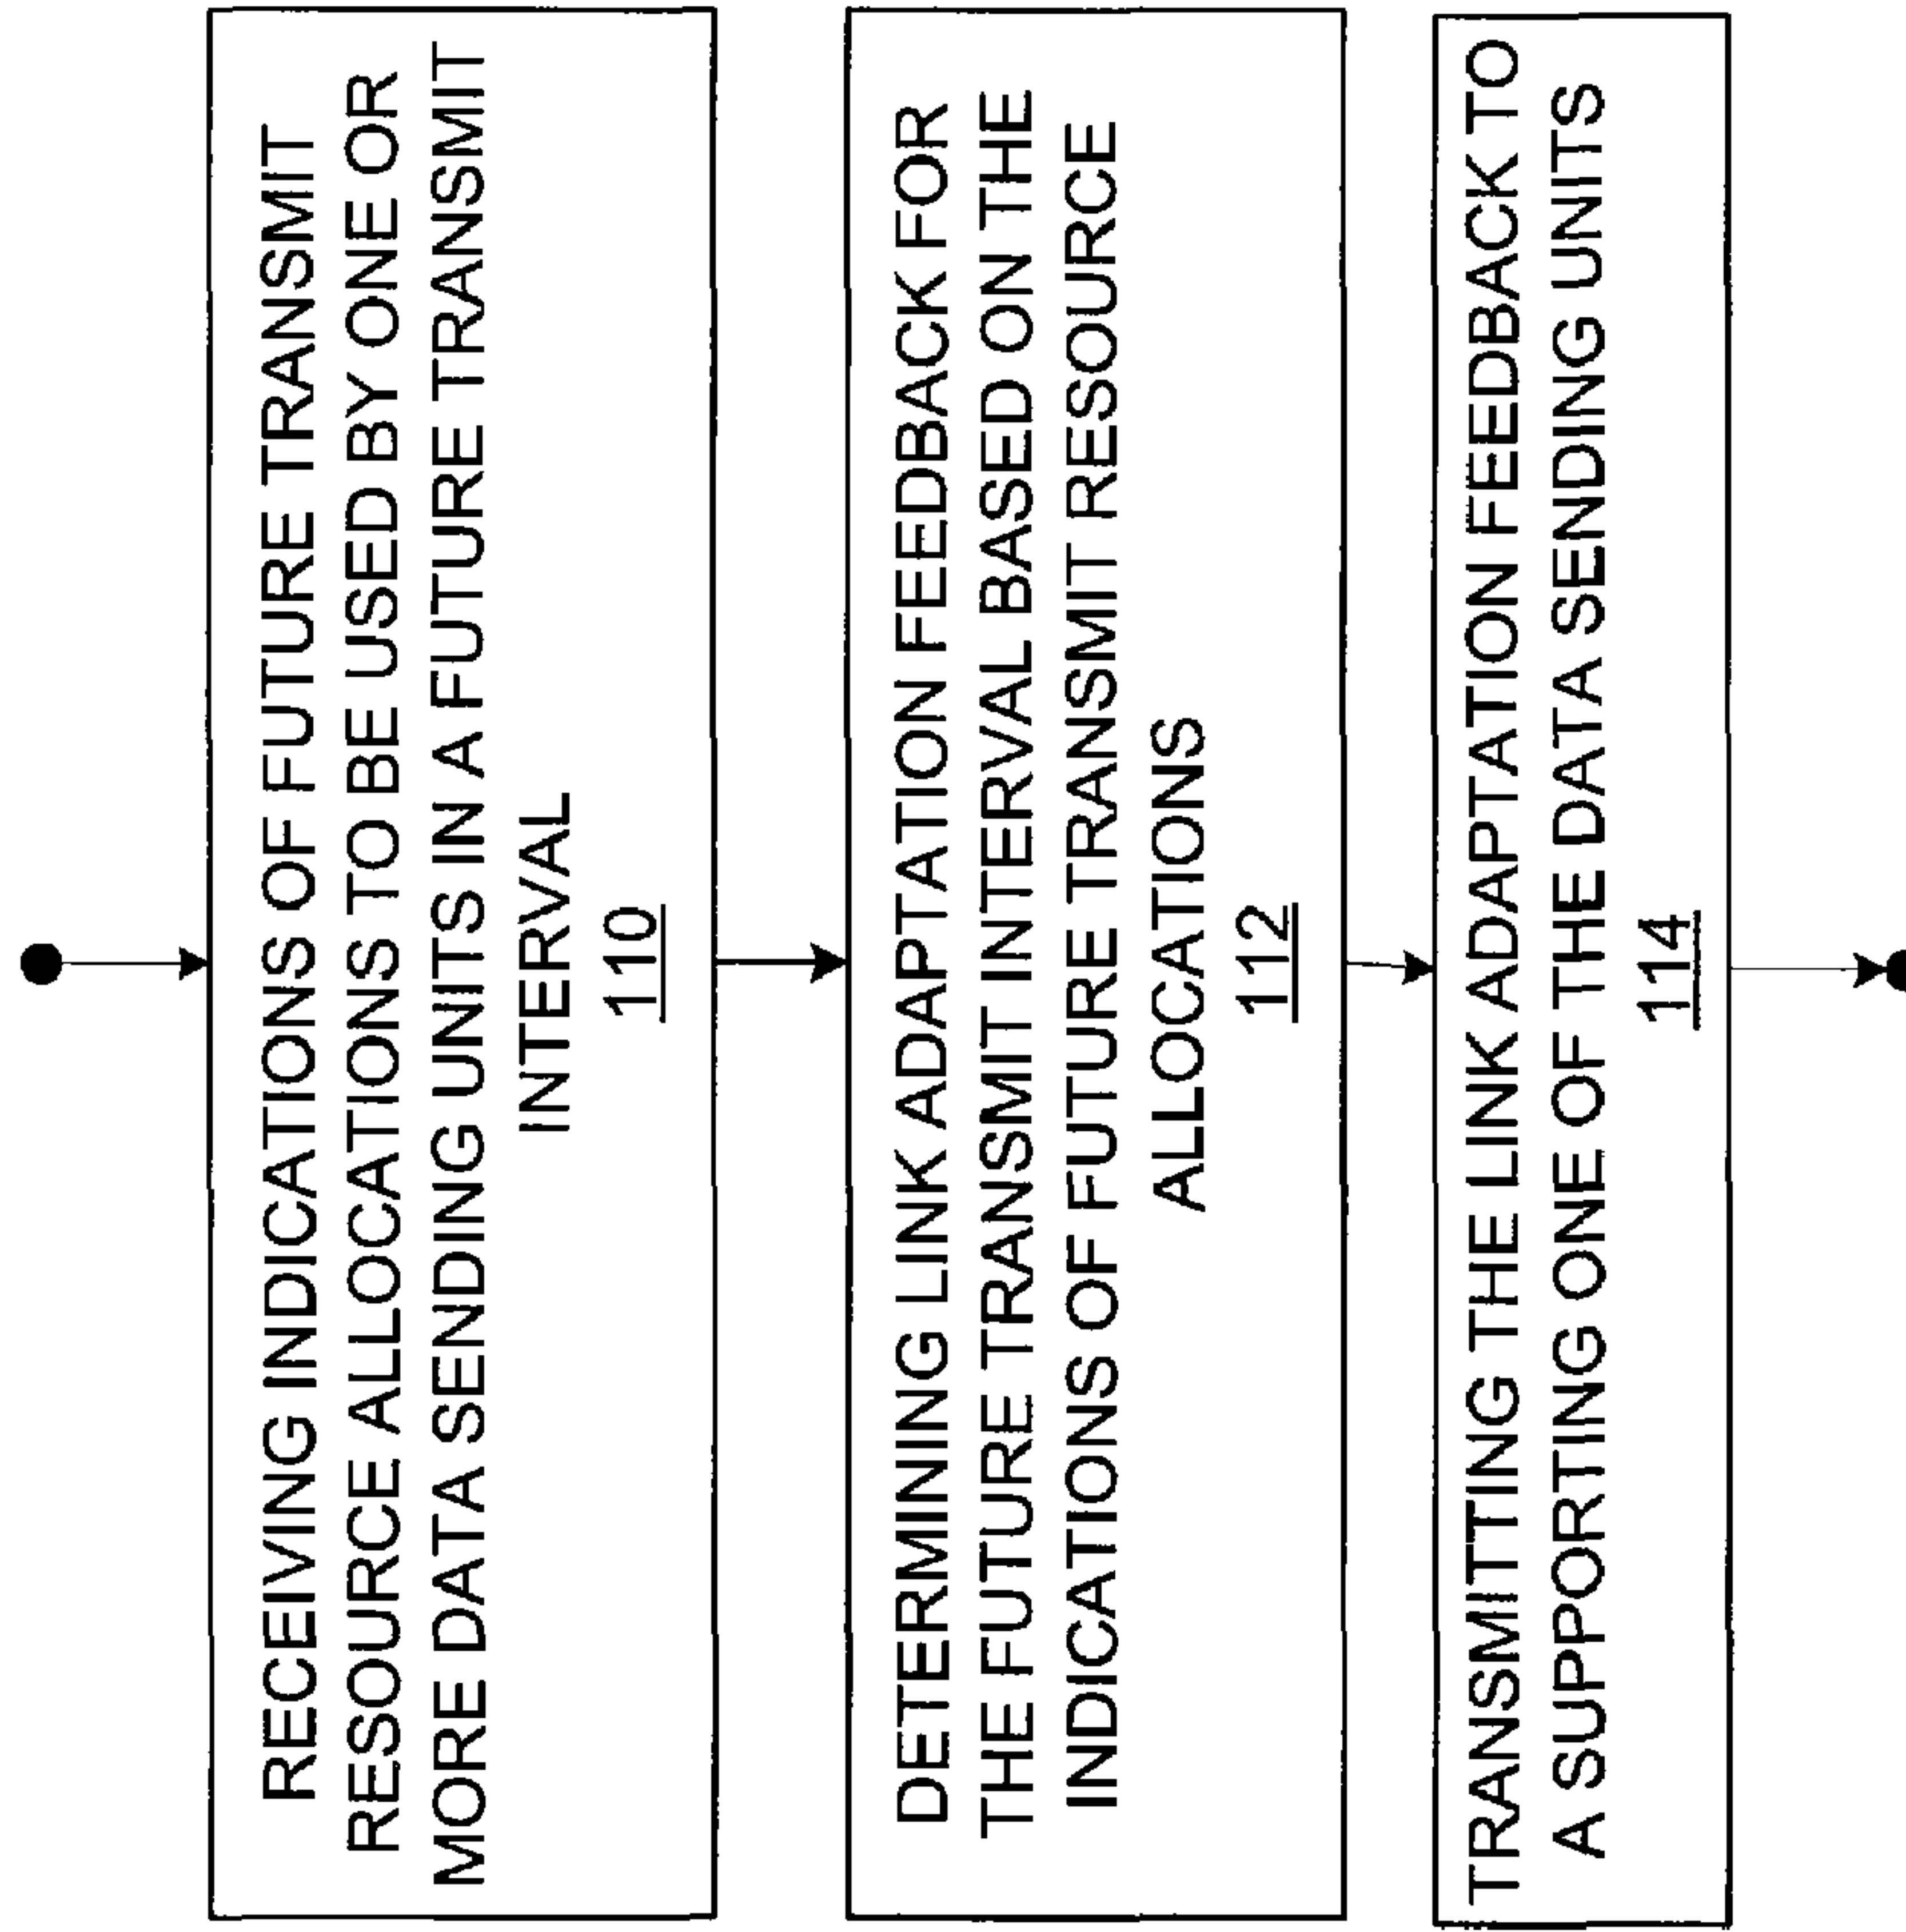 RECEIVING INDICATIONS OF FUTURE TRANSMIT
RESOURCE ALLOCATIONS TO BE USED BY ONE OR
MORE DATA SENDING UNITS IN A FUTURE TRANSMIT
INTERVAL
110
DETERMINING LINK ADAPTATION FEEDBACK FOR
THE FUTURE TRANSMIT INTERVAL BASED ON THE
INDICATIONS OF FUTURE TRANSMIT RESOURCE
ALLOCATIONS
112
TRANSMITTING THE LINK ADAPTATION FEEDBACK TO
A SUPPORTING ONE OF THE DATA SENDING UNITS
114